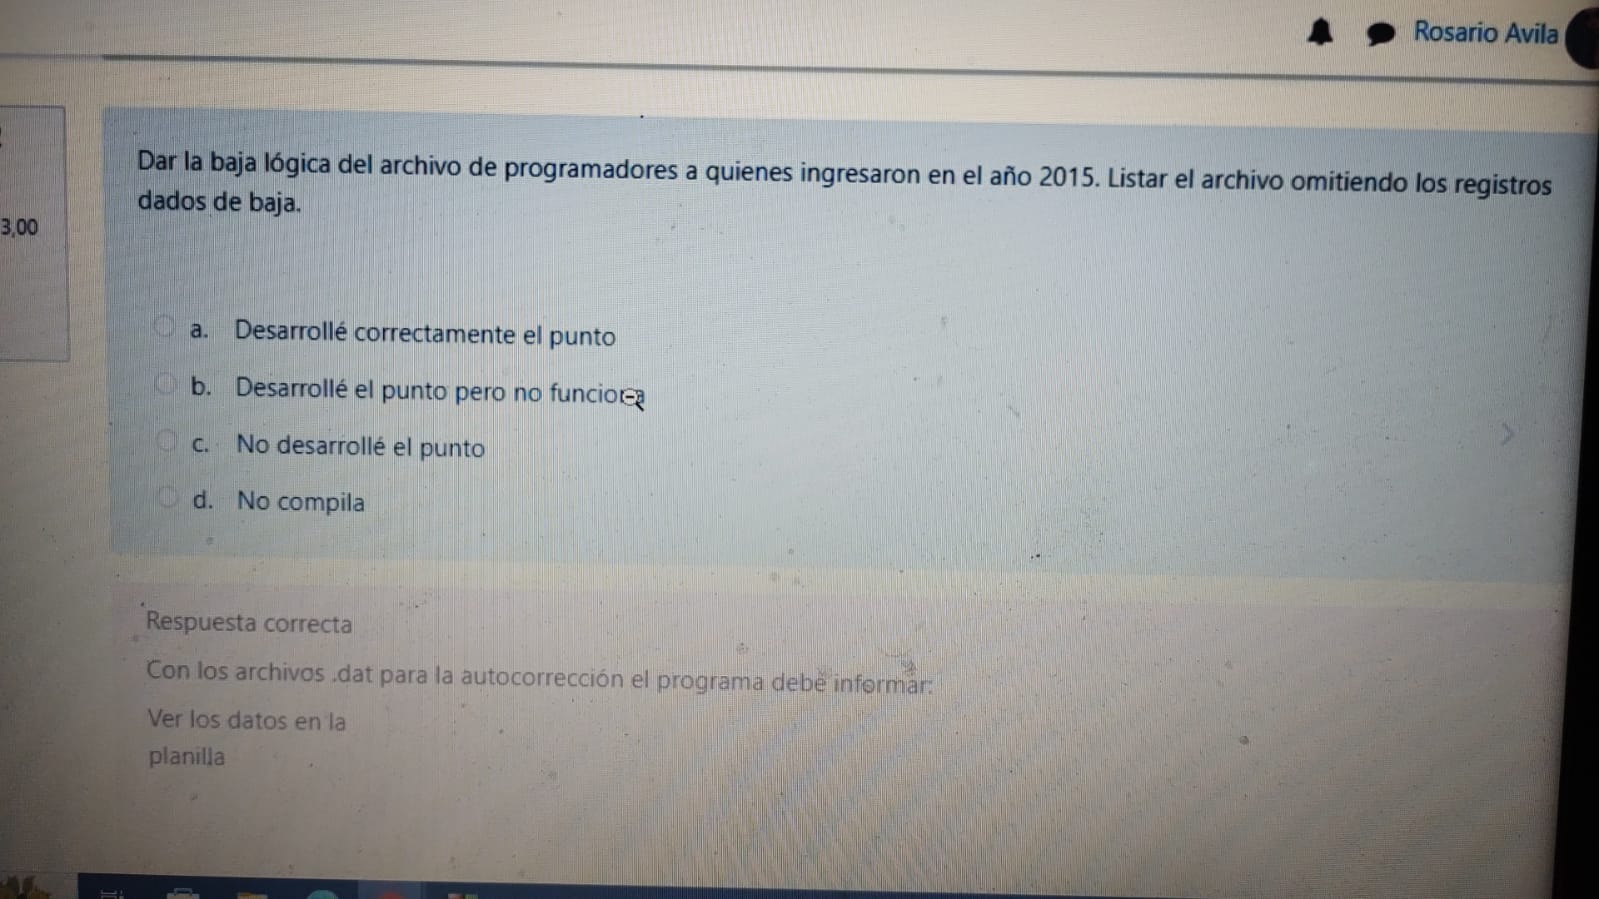 Rosario Avila
3,00
Dar la baja lógica del archivo de programadores a quienes ingresaron en el año 2015. Listar el archivo omitiendo los registros
dados de baja.
a. Desarrollé correctamente el punto
b. Desarrollé el punto pero no funciona
c. No desarrollé el punto
d. No compila
Respuesta correcta
Con los archivos .dat para la autocorrección el programa debe informar:
Ver los datos en la
planilla